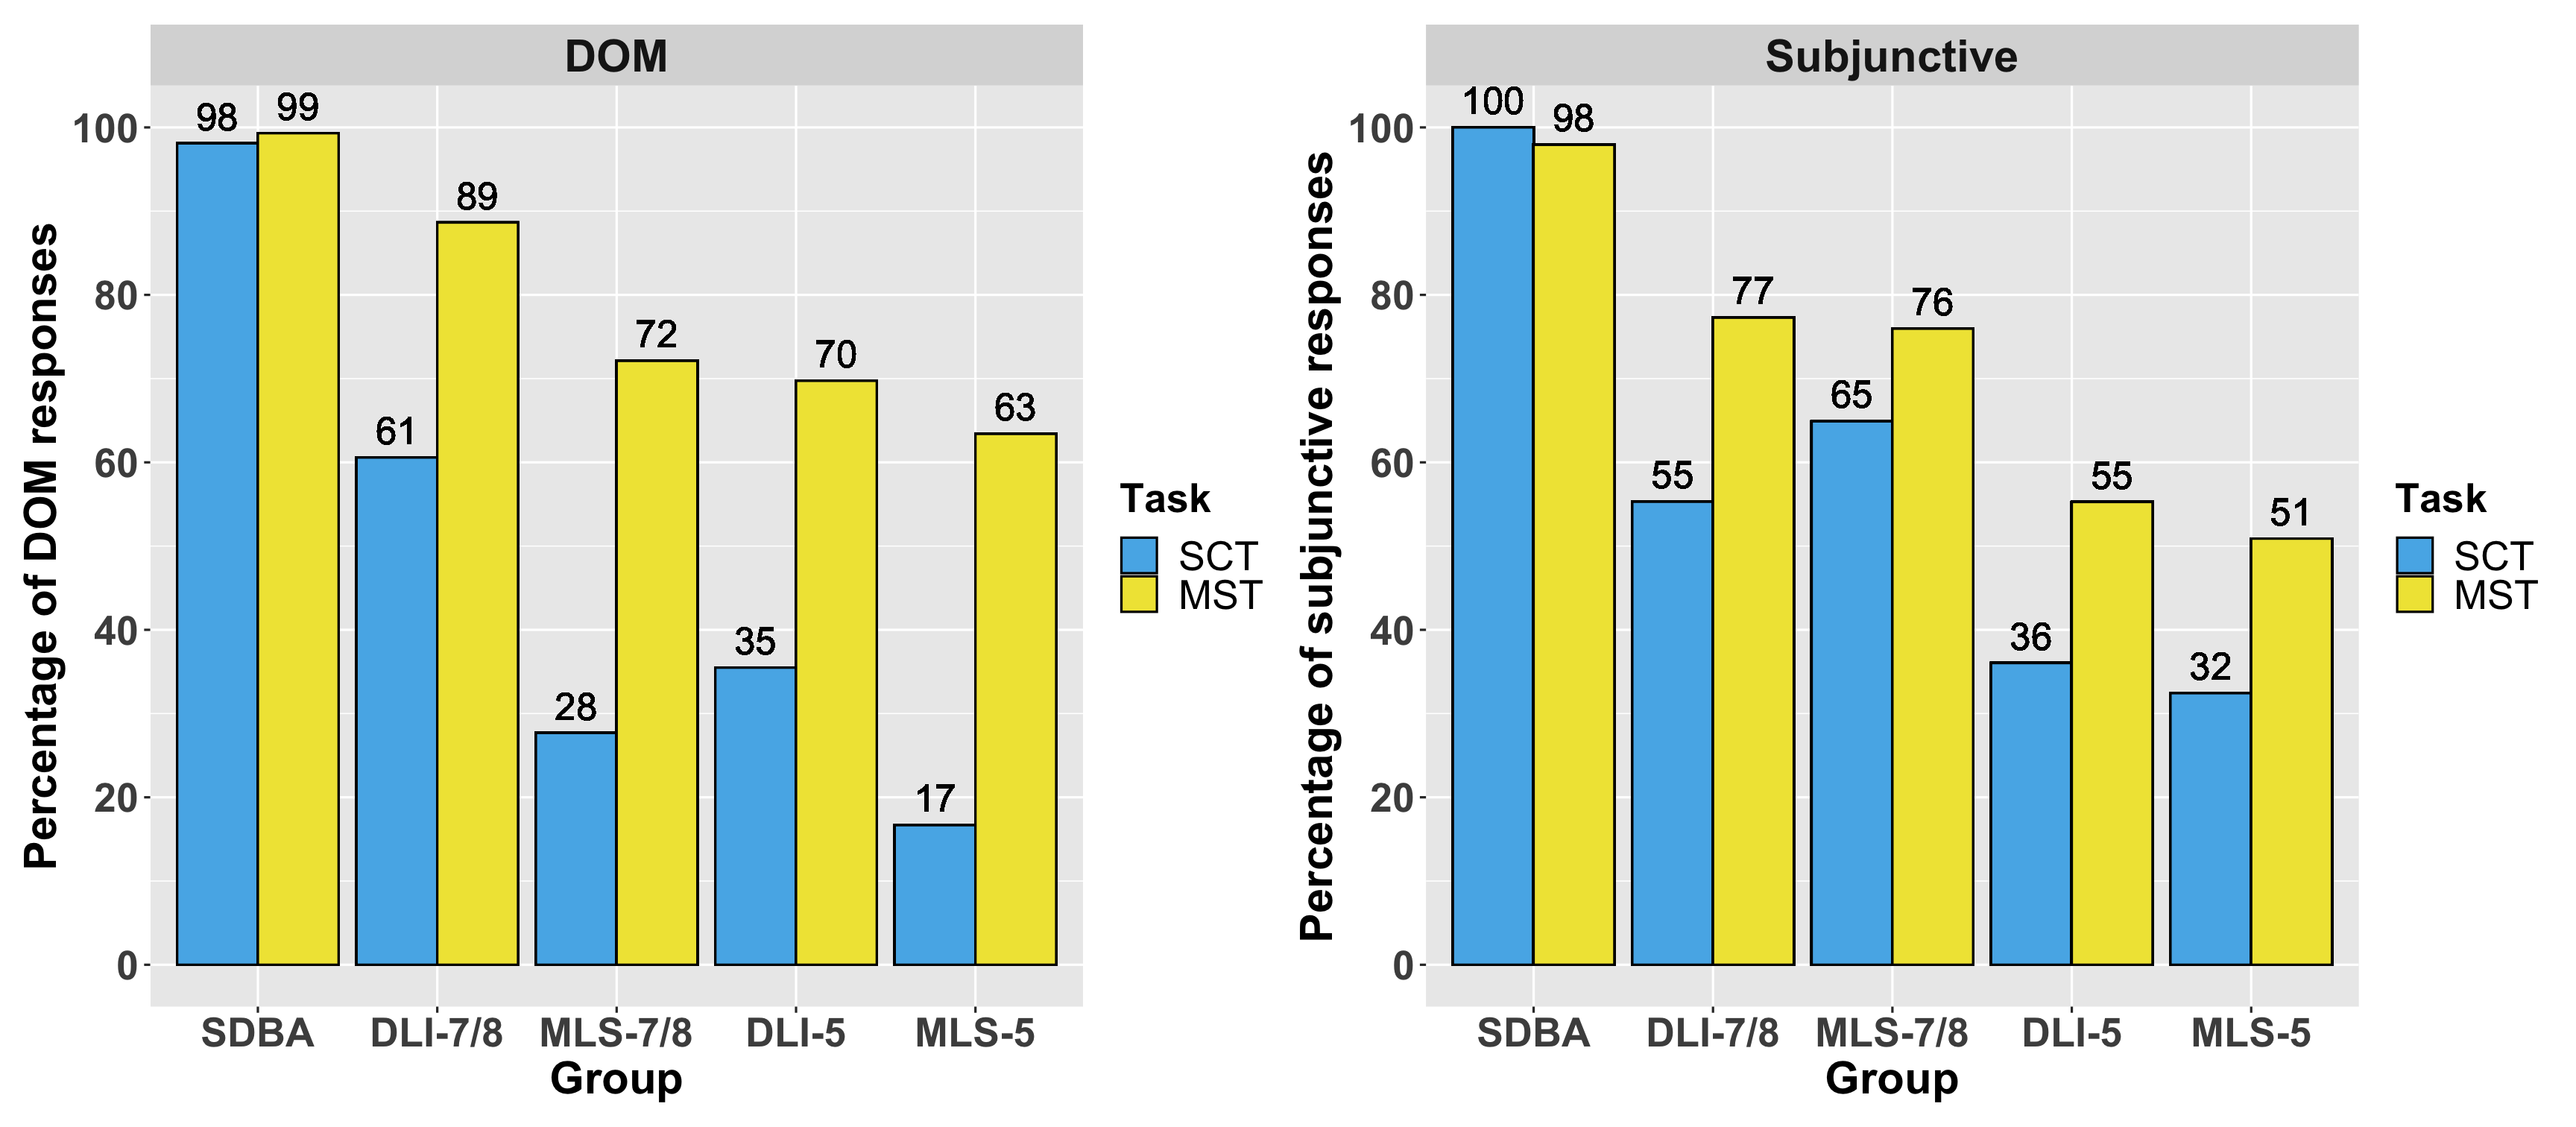 DOM
Percentage of DOM responses
100
80
60
40
20
0
98
99
61
89
28
72
35
70
17
63
SDBA
DLI-7/8
MLS-7/8
DLI-5
MLS-5
Group
Task
SCT
MST
Subjunctive
Percentage of subjunctive responses
100
80
60
40
20
0
100
98
55
77
65
76
36
55
32
51
SDBA
DLI-7/8
MLS-7/8
DLI-5
MLS-5
Group
Task
SCT
MST